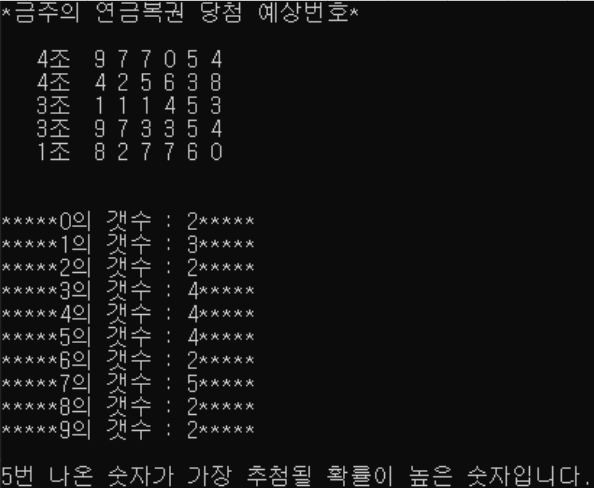 *금주의 연금복권 당첨 예상번호*
4조 9 7 7 0 5 4
4조 4 2 5 6 3 8
3조 1 1 1 4 5 3
3조 9 7 3 3 5 4
1조 8 2 7 7 6 0
*****0의 갯수 : 2*****
*****1의 갯수 : 3*****
*****2의 갯수 : 2*****
*****3의 갯수 : 4*****
*****4의 갯수 : 4*****
*****5의 갯수 : 4*****
*****6의 갯수 : 2*****
*****7의 갯수 : 5*****
*****8의 갯수 : 2*****
*****9의 갯수 : 2*****
5번 나온 숫자가 가장 추첨될 확률이 높은 숫자입니다.